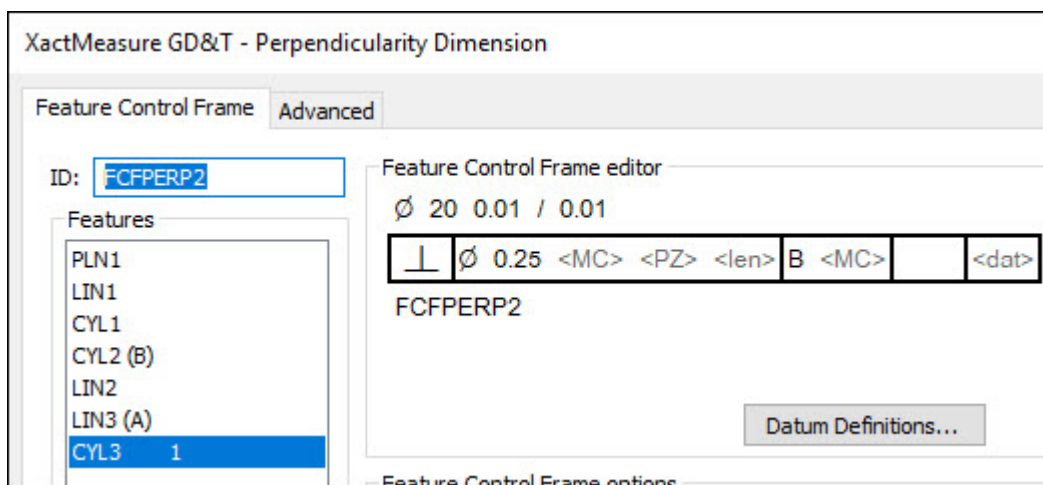 XactMeasure GD&T - Perpendicularity Dimension
Feature Control Frame Advanced
ID: FCFPERP2
Features
PLN1
LIN1
CYL1
CYL2 (B)
LIN2
LIN3 (A)
CYL3 1
Feature Control Frame editor
Ø 20 0.01 / 0.01
⊥ Ø 0.25 <MC> <PZ> <len> B <MC> <dat>
FCFPERP2
Datum Definitions...
Feature Control Frame options